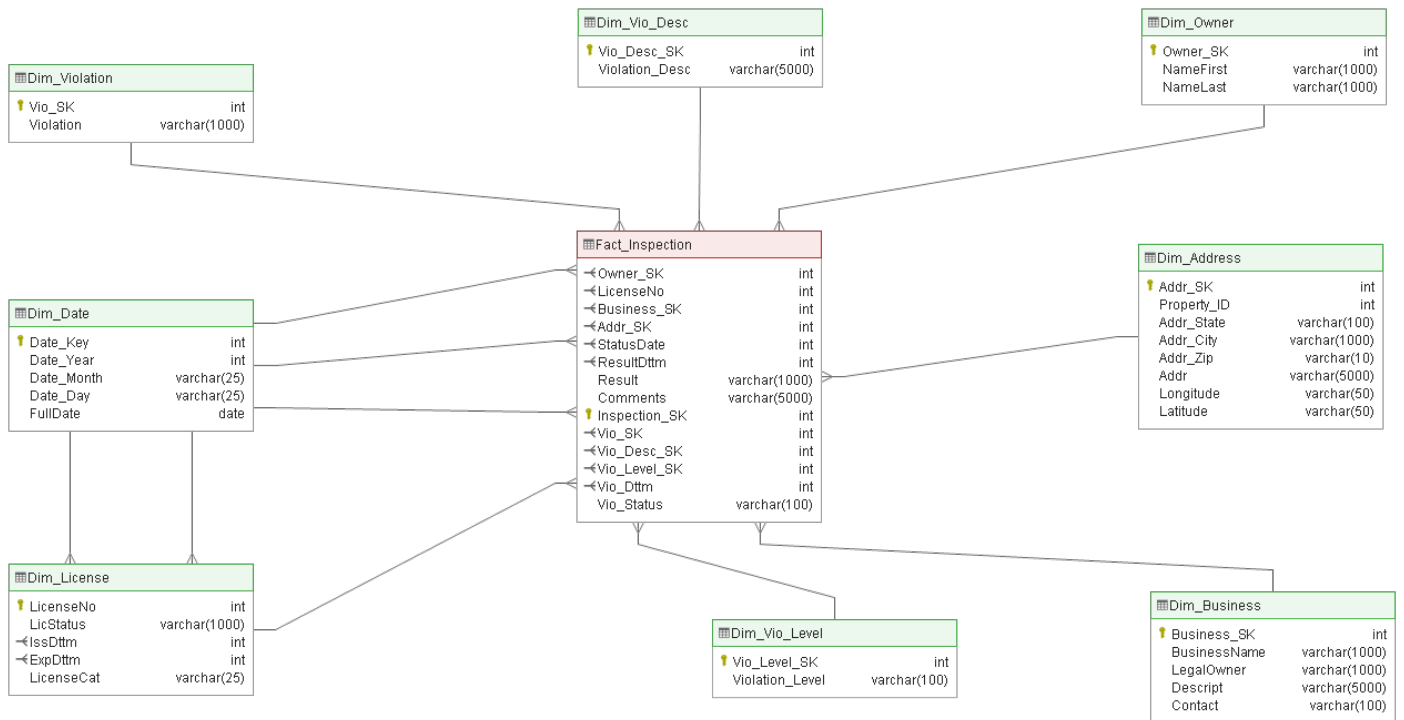 Dim_Vio_Desc
Vio_Desc_SK int
Violation_Desc varchar(5000)
Dim_Owner
Owner_SK int
NameFirst varchar(1000)
NameLast varchar(1000)
Dim_Violation
Vio_SK int
Violation varchar(1000)
Fact_Inspection
Owner_SK int
LicenseNo int
Business_SK int
Addr_SK int
StatusDate int
ResultDttm int
Result varchar(1000)
Comments varchar(5000)
Inspection_SK int
Vio_SK int
Vio_Desc_SK int
Vio_Level_SK int
Vio_Dttm int
Vio_Status varchar(100)
Dim_Address
Addr_SK int
Property_ID int
Addr_State varchar(100)
Addr_City varchar(1000)
Addr_Zip varchar(10)
Addr varchar(5000)
Longitude varchar(50)
Latitude varchar(50)
Dim_Date
Date_Key int
Date_Year int
Date_Month varchar(25)
Date_Day varchar(25)
FullDate date
Dim_License
LicenseNo int
LicStatus varchar(1000)
IssDttm int
ExpDttm int
LicenseCat varchar(25)
Dim_Vio_Level
Vio_Level_SK int
Violation_Level varchar(100)
Dim_Business
Business_SK int
BusinessName varchar(1000)
LegalOwner varchar(1000)
Descript varchar(5000)
Contact varchar(100)